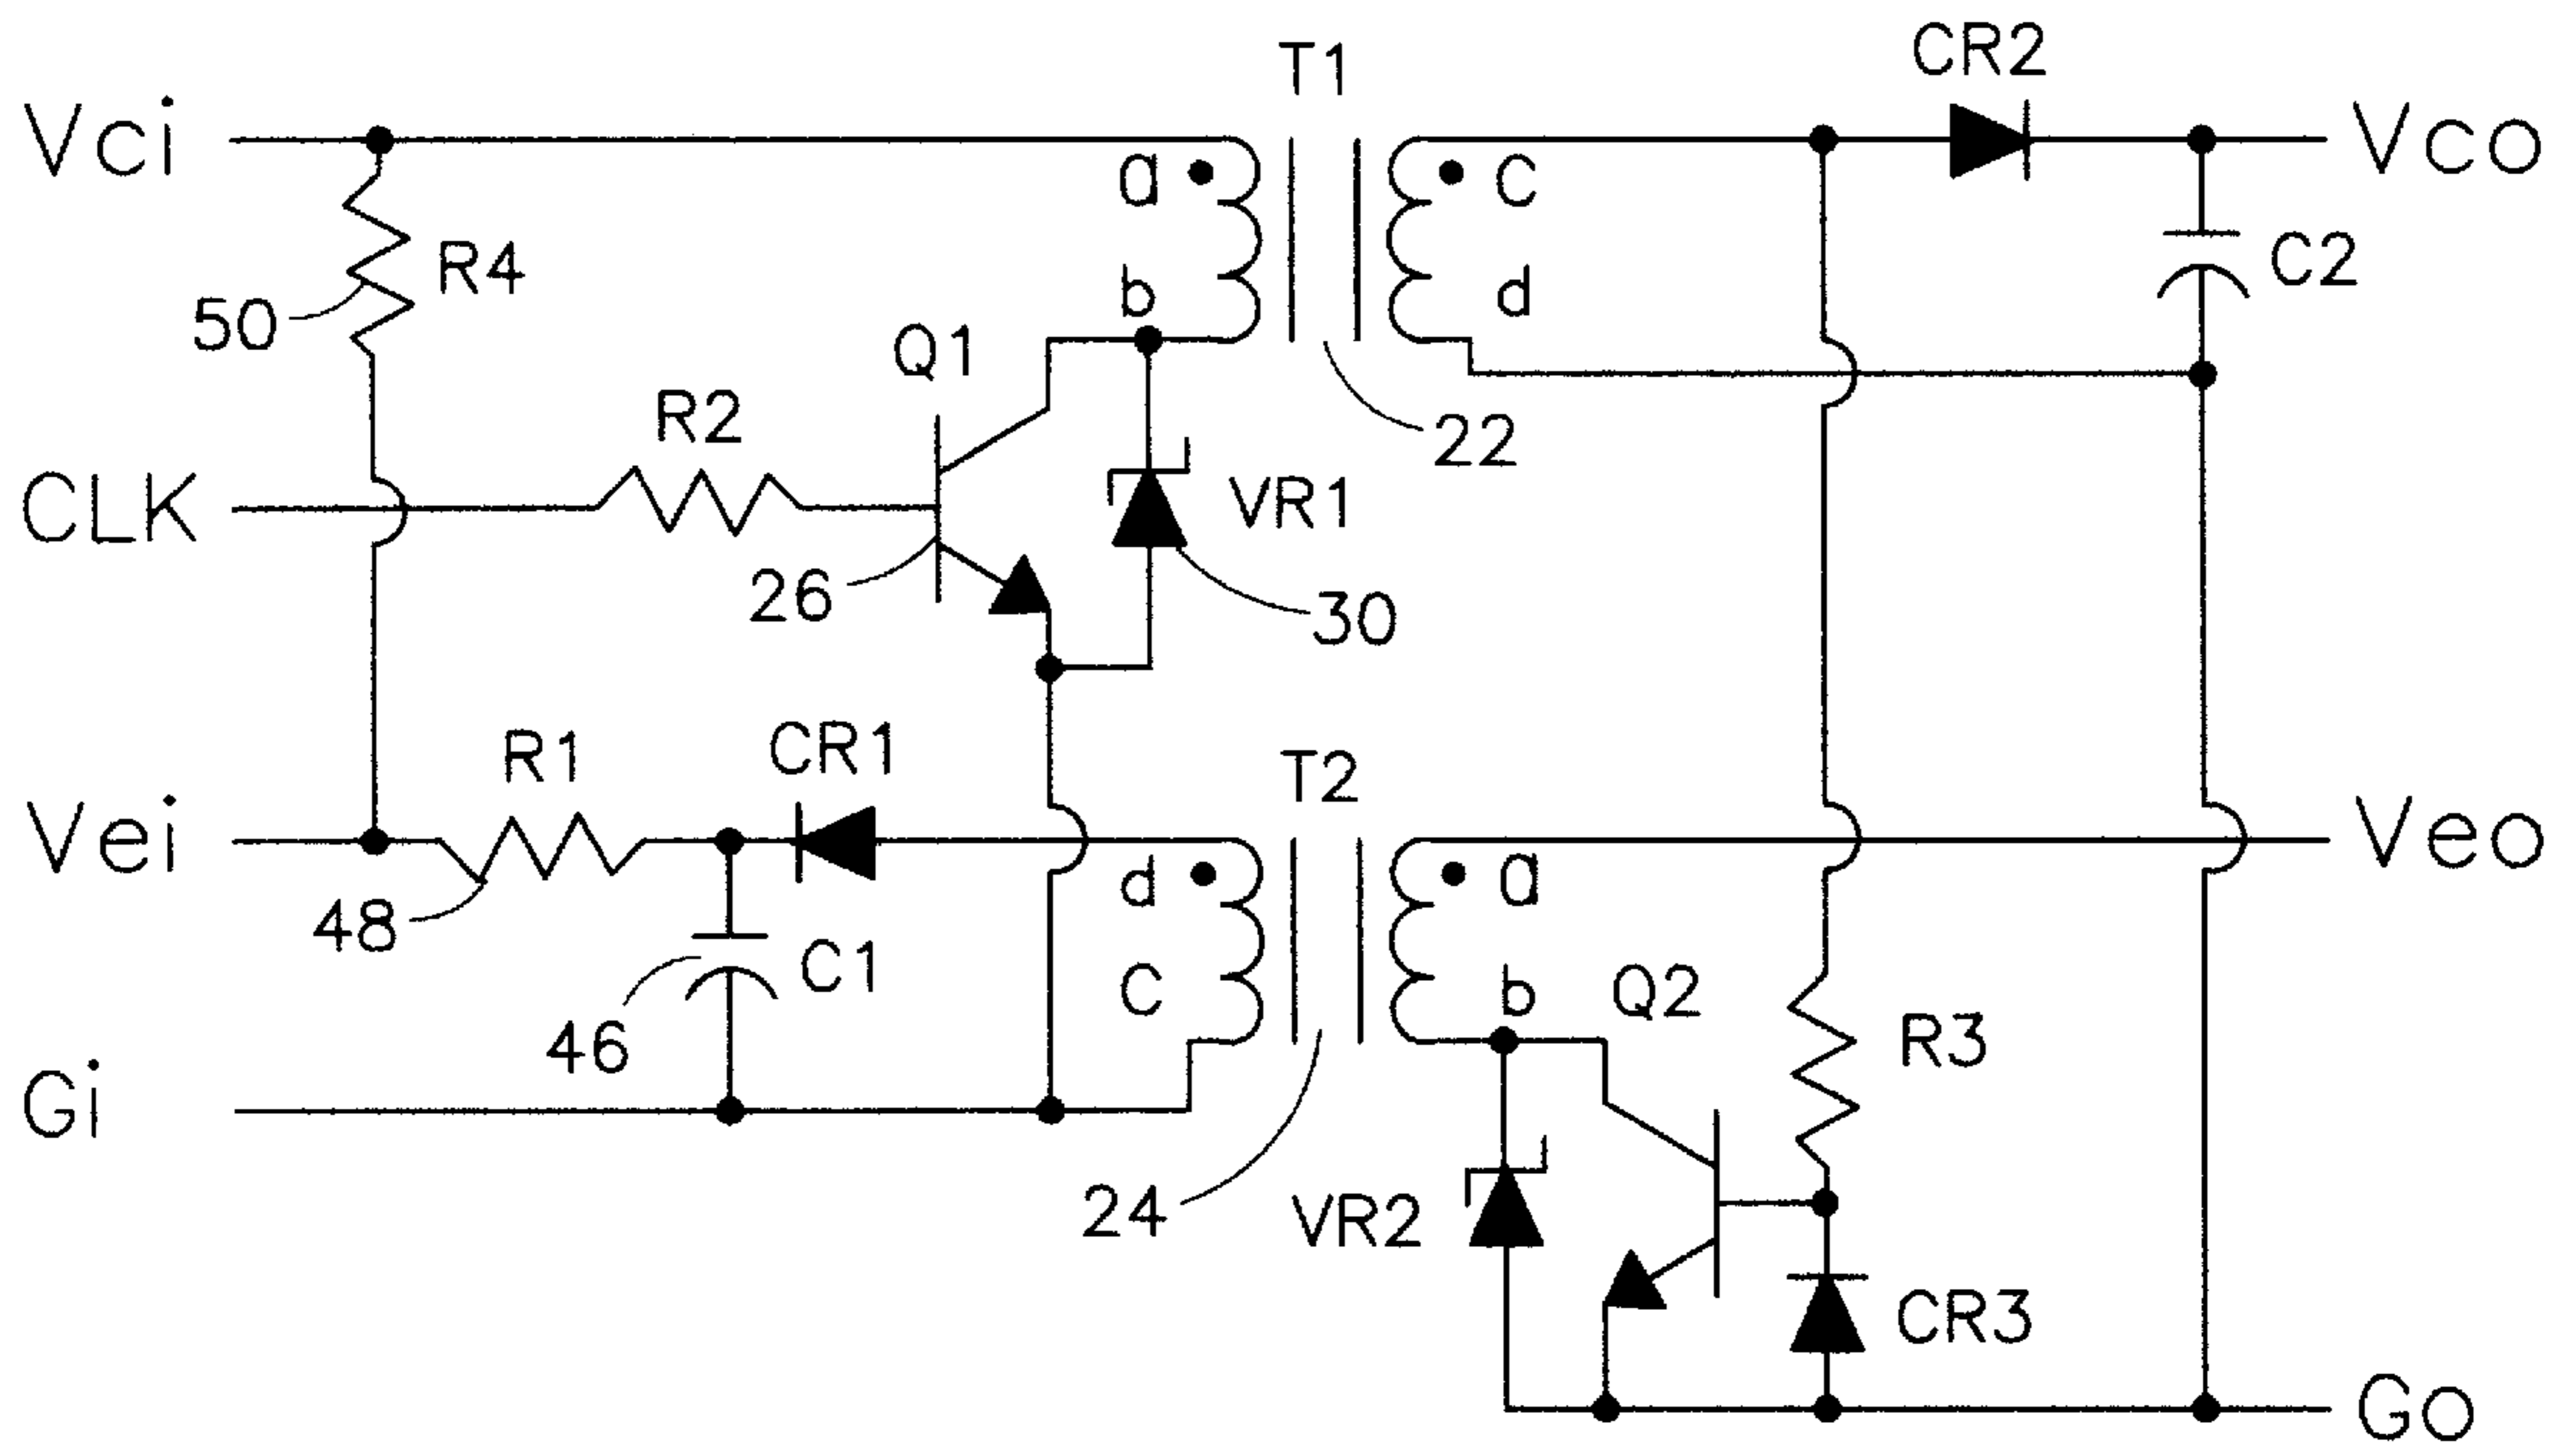 T1
CR2
Vci
Vco
a
c
R4
C2
b
d
50
Q1
R2
22
CLK
VR1
26
30
R1
CR1
T2
Vei
Veo
d
a
48
C1
c
b
Q2
46
R3
Gi
24
VR2
CR3
Go